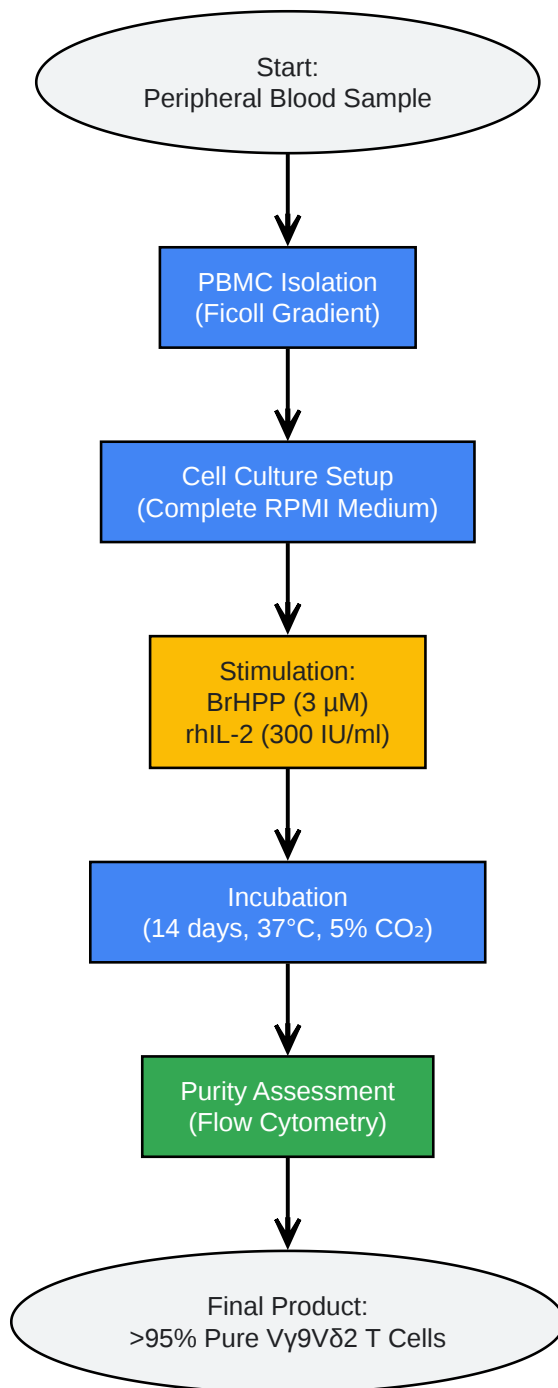 Start:
Peripheral Blood Sample
PBMC Isolation
(Ficoll Gradient)
Cell Culture Setup
(Complete RPMI Medium)
Stimulation:
BrHPP (3 µM)
rhIL-2 (300 IU/ml)
Incubation
(14 days, 37°C, 5% CO₂)
Purity Assessment
(Flow Cytometry)
Final Product:
>95% Pure Vγ9Vδ2 T Cells